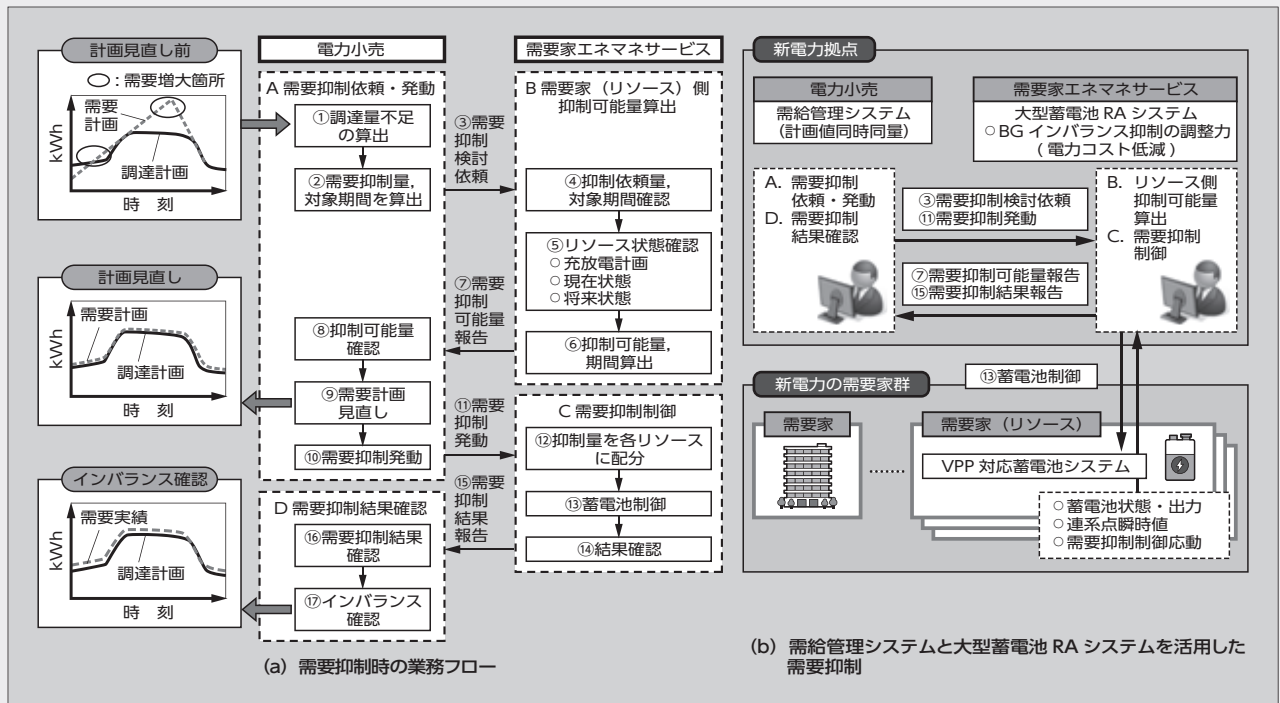 計画見直し前
○：需要増大箇所
需要
計画
kWh
調達計画
時 刻
計画見直し
需要計画
kWh
調達計画
時 刻
インバランス確認
需要実績
kWh
調達計画
時 刻
電力小売
A 需要抑制依頼・発動
①調達量不足
の算出
②需要抑制量，
対象期間を算出
⑧抑制可能量
確認
⑨需要計画
見直し
⑩需要抑制発動
D 需要抑制結果確認
⑯需要抑制結果
確認
⑰インバランス
確認
③需要
抑制
検討
依頼
⑦需要
抑制
可能量
報告
⑪需要
抑制
発動
⑮需要
抑制
結果
報告
需要家エネマネサービス
B 需要家（リソース）側
抑制可能量算出
④抑制依頼量，
対象期間確認
⑤リソース状態確認
○充放電計画
○現在状態
○将来状態
⑥抑制可能量，
期間算出
C 需要抑制制御
⑫抑制量を各リソース
に配分
⑬蓄電池制御
⑭結果確認
(a) 需要抑制時の業務フロー
新電力拠点
電力小売
需給管理システム
（計画値同時同量）
需要家エネマネサービス
大型蓄電池 RA システム
○BG インバランス抑制の調整力
（電力コスト低減）
A. 需要抑制
依頼・発動
D. 需要抑制
結果確認
③需要抑制検討依頼
⑪需要抑制発動
⑦需要抑制可能量報告
⑮需要抑制結果報告
B. リソース側
抑制可能量
算出
C. 需要抑制
制御
新電力の需要家群
⑬蓄電池制御
需要家
……
需要家（リソース）
VPP 対応蓄電池システム
○蓄電池状態・出力
○連系点瞬時値
○需要抑制制御応動
(b) 需給管理システムと大型蓄電池 RA システムを活用した
需要抑制